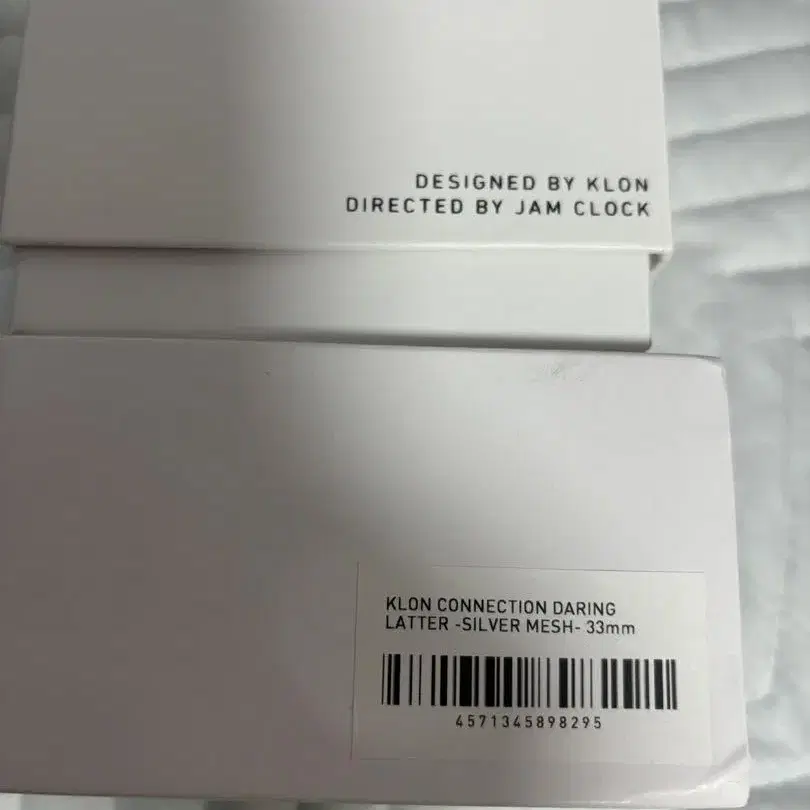 DESIGNED BY KLON
DIRECTED BY JAM CLOCK
KLON CONNECTION DARING
LATTER -SILVER MESH- 33mm
4571345898295